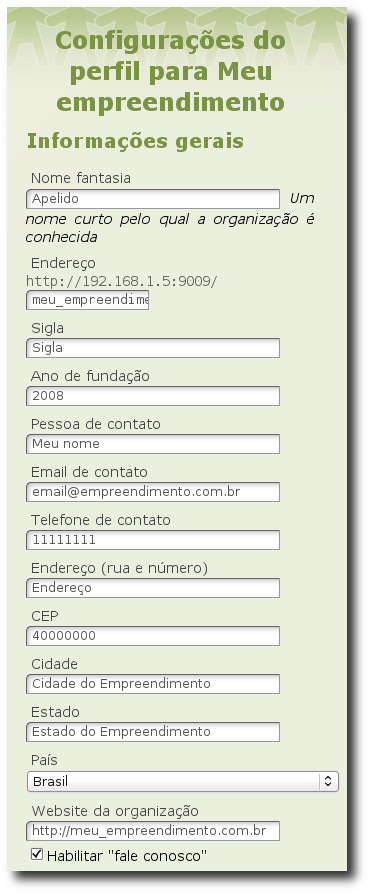 Configurações do
perfil para Meu
empreendimento
Informações gerais
Nome fantasia
Apelido Um
nome curto pelo qual a organização é
conhecida
Endereço
http://192.168.1.5:9009/
meu_empreendime
Sigla
Sigla
Ano de fundação
2008
Pessoa de contato
Meu nome
Email de contato
email@empreendimento.com.br
Telefone de contato
11111111
Endereço (rua e número)
Endereço
CEP
40000000
Cidade
Cidade do Empreendimento
Estado
Estado do Empreendimento
País
Brasil
Website da organização
http://meu_empreendimento.com.br
Habilitar "fale conosco"